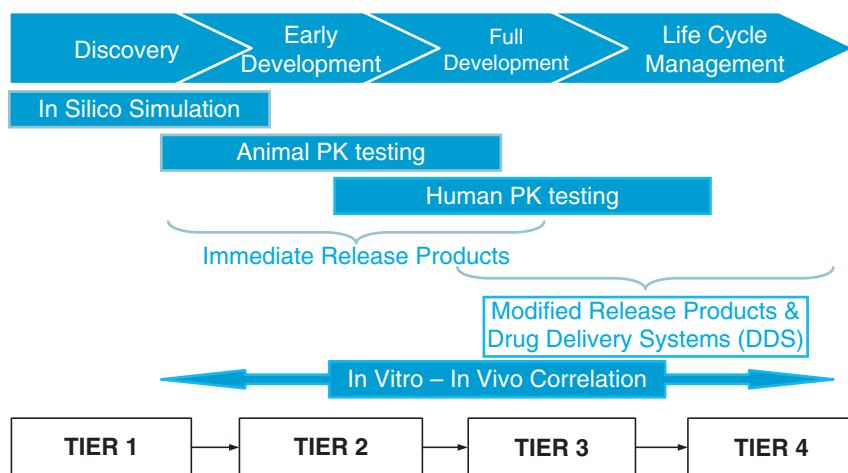 Discovery
Early
Development
Full
Development
Life Cycle
Management
In Silico Simulation
Animal PK testing
Human PK testing
Immediate Release Products
Modified Release Products &
Drug Delivery Systems (DDS)
In Vitro – In Vivo Correlation
TIER 1
TIER 2
TIER 3
TIER 4